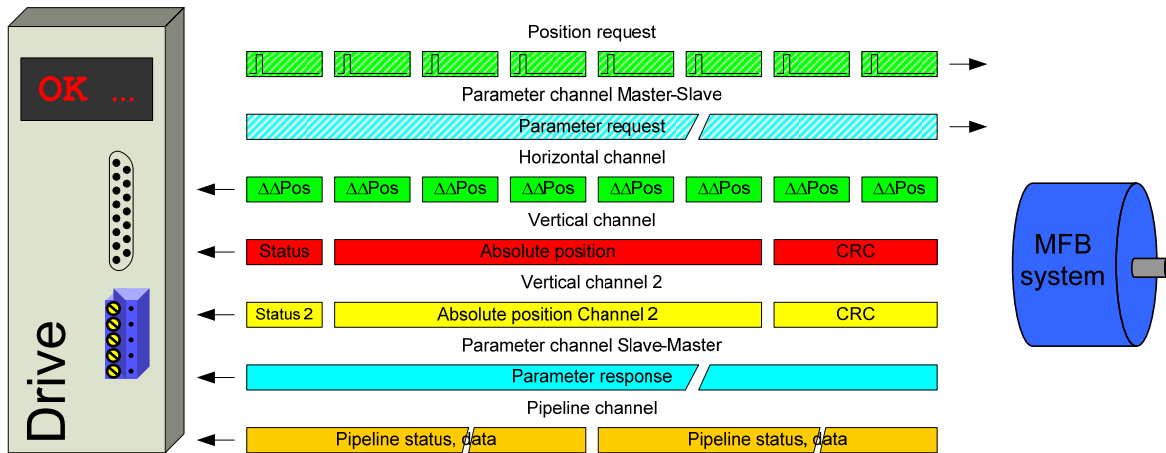 OK ...
Drive
Position request
Parameter channel Master-Slave
Parameter request
Horizontal channel
ΔΔPos ΔΔPos ΔΔPos ΔΔPos ΔΔPos ΔΔPos ΔΔPos ΔΔPos
Vertical channel
Status Absolute position CRC
Vertical channel 2
Status 2 Absolute position Channel 2 CRC
Parameter channel Slave-Master
Parameter response
Pipeline channel
Pipeline status, data Pipeline status, data
MFB
system